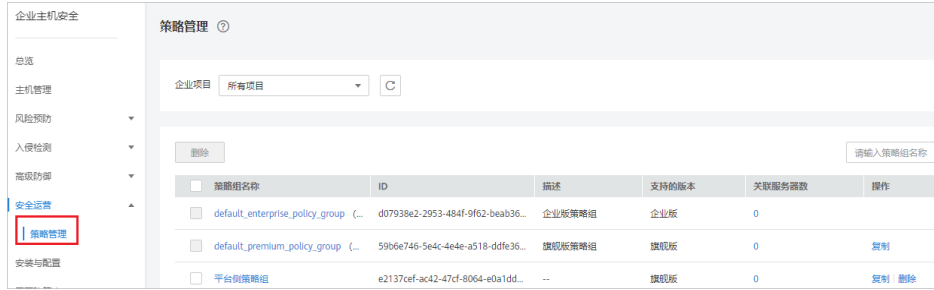 企业主机安全
策略管理
总览
主机管理
风险预防
入侵检测
高级防御
安全运营
策略管理
安装与配置
企业项目 所有项目
删除
请输入策略组名称
策略组名称 ID 描述 支持的版本 关联服务器数 操作
default_enterprise_policy_group (... d07938e2-2953-484f-9f62-beab36... 企业版策略组 企业版 0
default_premium_policy_group (... 59b6e746-5e4c-4e4e-a518-ddfe36... 旗舰版策略组 旗舰版 0 复制
平台侧策略组 e2137cef-ac42-47cf-8064-e0a1dd... -- 旗舰版 0 复制 删除